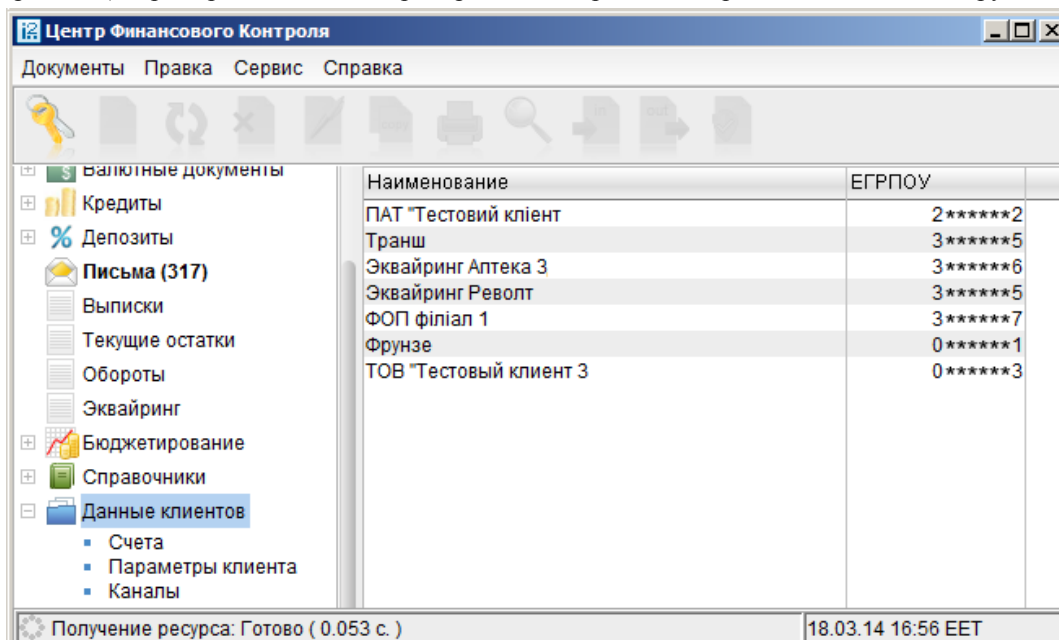 Центр Финансового Контроля
Документы Правка Сервис Справка
Валютные документы
Кредиты
Депозиты
Письма (317)
Выписки
Текущие остатки
Обороты
Эквайринг
Бюджетирование
Справочники
Данные клиентов
Счета
Параметры клиента
Каналы
Наименование ЕГРПОУ
ПАТ "Тестовий клієнт 2******2
Транш 3******5
Эквайринг Аптека 3 3******6
Эквайринг Револт 3******5
ФОП філіал 1 3******7
Фрунзе 0******1
ТОВ "Тестовый клиент 3 0******3
Получение ресурса: Готово ( 0.053 с. ) 18.03.14 16:56 EET